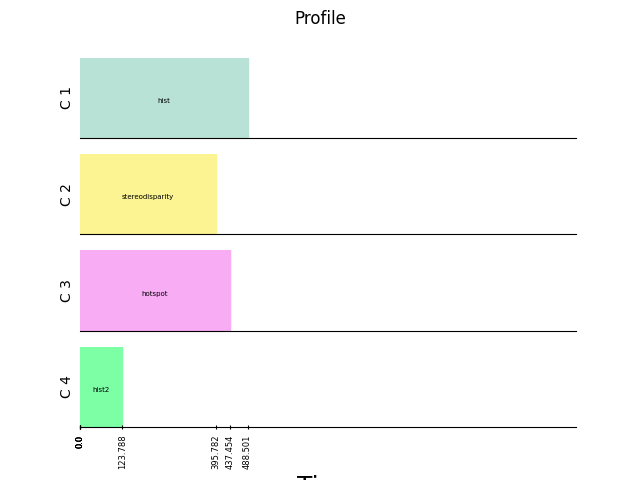 Profile
C 1
hist
C 2
stereodisparity
C 3
hotspot
C 4
hist2
0.0
123.788
395.782
437.454
488.501